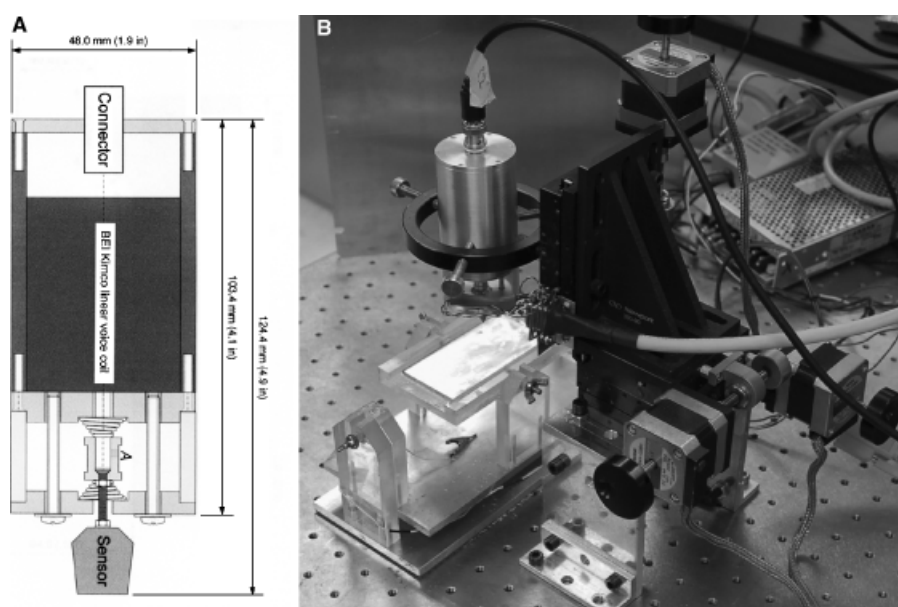 A
48.0 mm (1.9 in)
Connector
BEI Kimco linear voice coil
103.4 mm (4.1 in)
124.4 mm (4.9 in)
A
Sensor
B